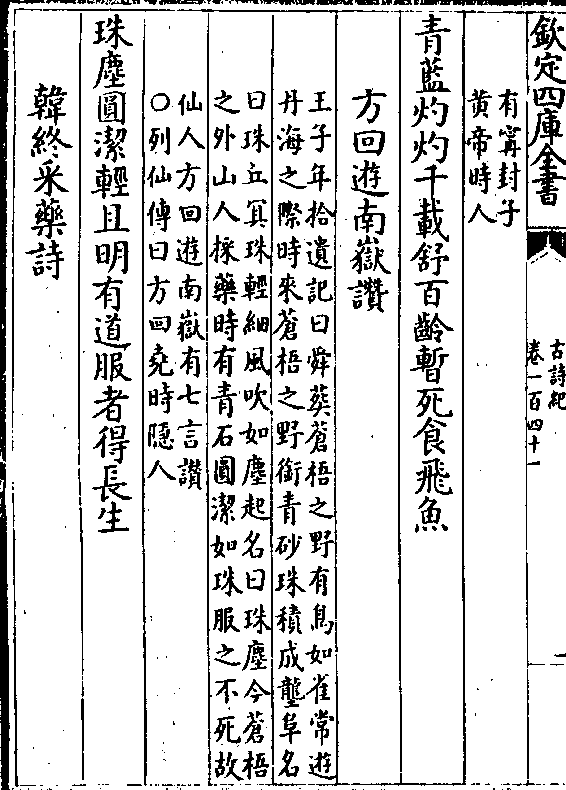 欽定四庫全書
古詩紀
卷一百四十一
有甯封子
黄帝時人
青藍灼灼千載舒百齡暫死食飛魚
方回遊南嶽讚
王子年拾遺記曰舜葬蒼梧之野有鳥如雀常遊
丹海之際時來蒼梧之野銜青砂珠積成壟阜名
曰珠丘其珠輕細風吹如塵起名曰珠塵今蒼梧
之外山人採藥時有青石圓潔如珠服之不死故
仙人方回遊南嶽有七言讚
○列仙傳曰方回堯時隱人
珠塵圓潔輕且明有道服者得長生
韓終采藥詩